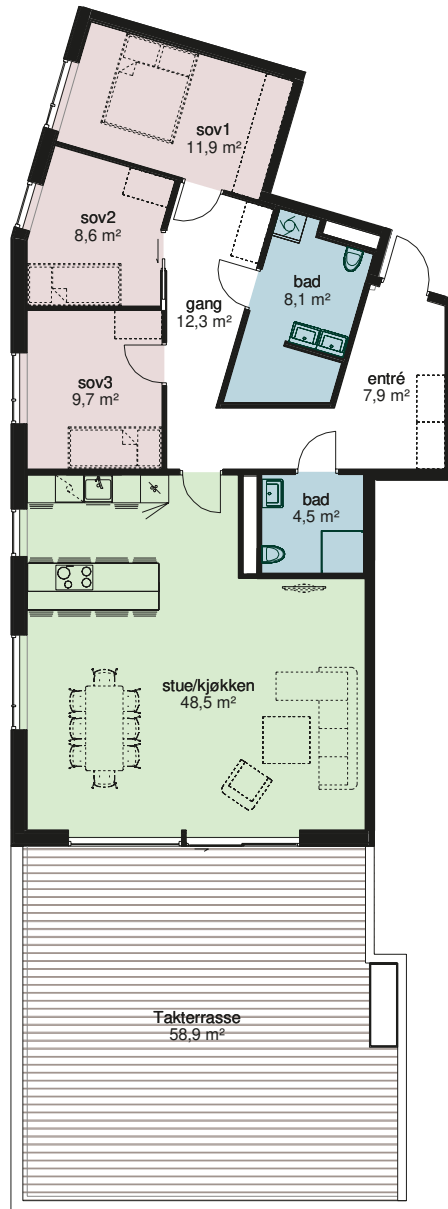 sov1
11,9 m²
sov2
8,6 m²
bad
8,1 m²
gang
12,3 m²
sov3
9,7 m²
entré
7,9 m²
bad
4,5 m²
stue/kjøkken
48,5 m²
Takterrasse
58,9 m²